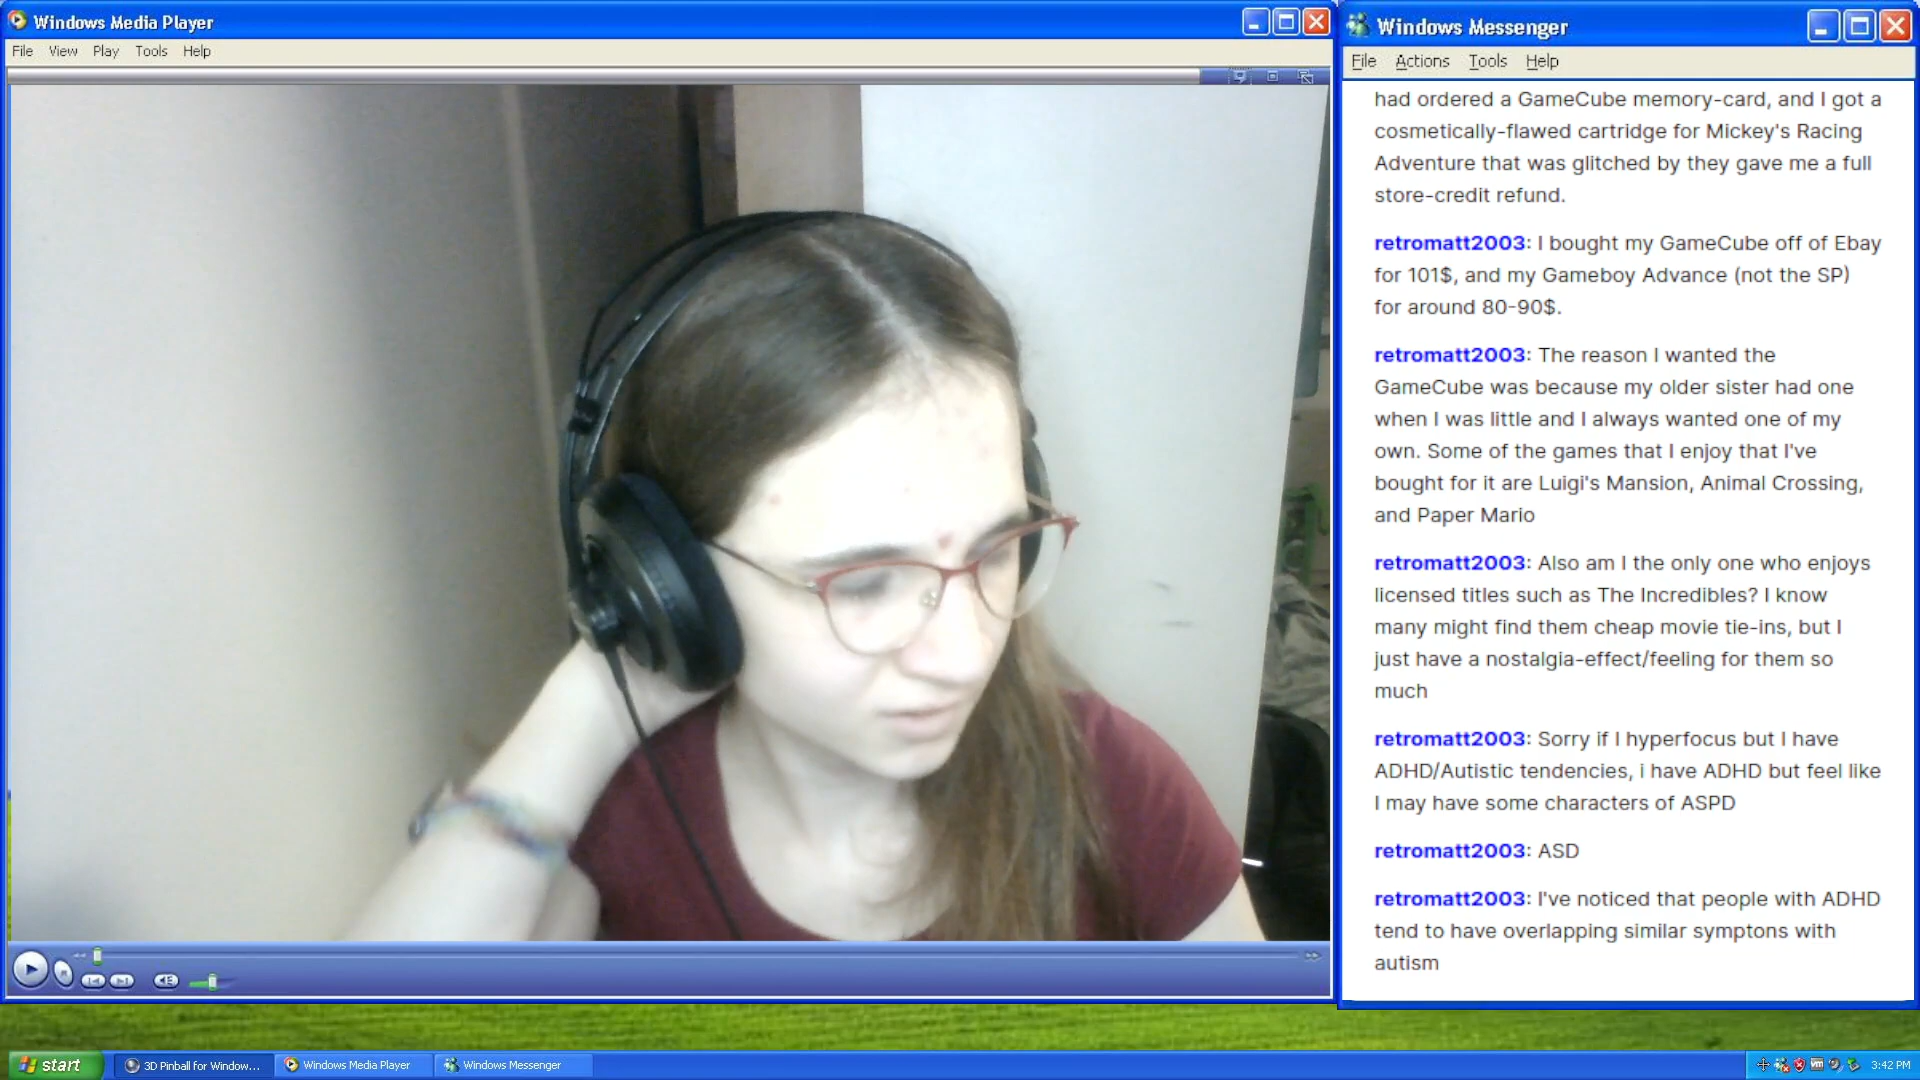 Windows Media Player
File View Play Tools Help
Windows Messenger
File Actions Tools Help
had ordered a GameCube memory-card, and I got a
cosmetically-flawed cartridge for Mickey's Racing
Adventure that was glitched by they gave me a full
store-credit refund.
retromatt2003: I bought my GameCube off of Ebay
for 101$, and my Gameboy Advance (not the SP)
for around 80-90$.
retromatt2003: The reason I wanted the
GameCube was because my older sister had one
when I was little and I always wanted one of my
own. Some of the games that I enjoy that I've
bought for it are Luigi's Mansion, Animal Crossing,
and Paper Mario
retromatt2003: Also am I the only one who enjoys
licensed titles such as The Incredibles? I know
many might find them cheap movie tie-ins, but I
just have a nostalgia-effect/feeling for them so
much
retromatt2003: Sorry if I hyperfocus but I have
ADHD/Autistic tendencies, i have ADHD but feel like
I may have some characters of ASPD
retromatt2003: ASD
retromatt2003: I've noticed that people with ADHD
tend to have overlapping similar symptons with
autism
start
3D Pinball for Window...
Windows Media Player
Windows Messenger
3:42 PM